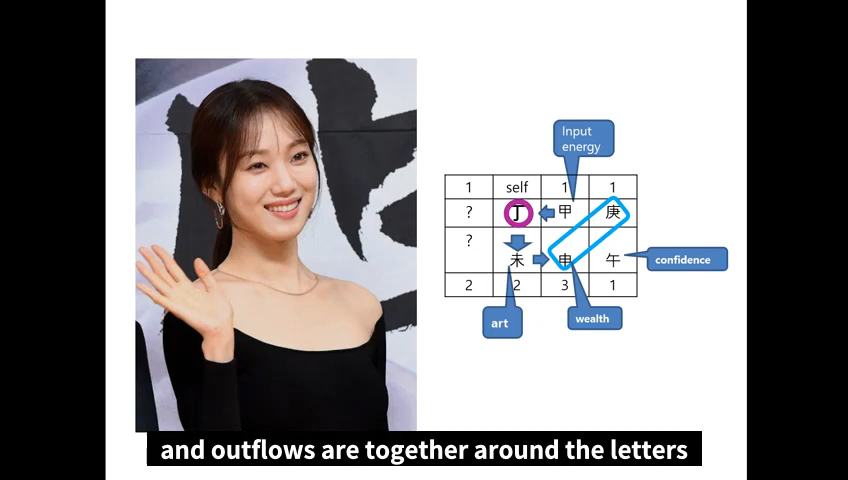 Input
energy
1 self 1 1
? 丁 甲 庚
?
未 申 午
2 2 3 1
confidence
art
wealth
and outflows are together around the letters